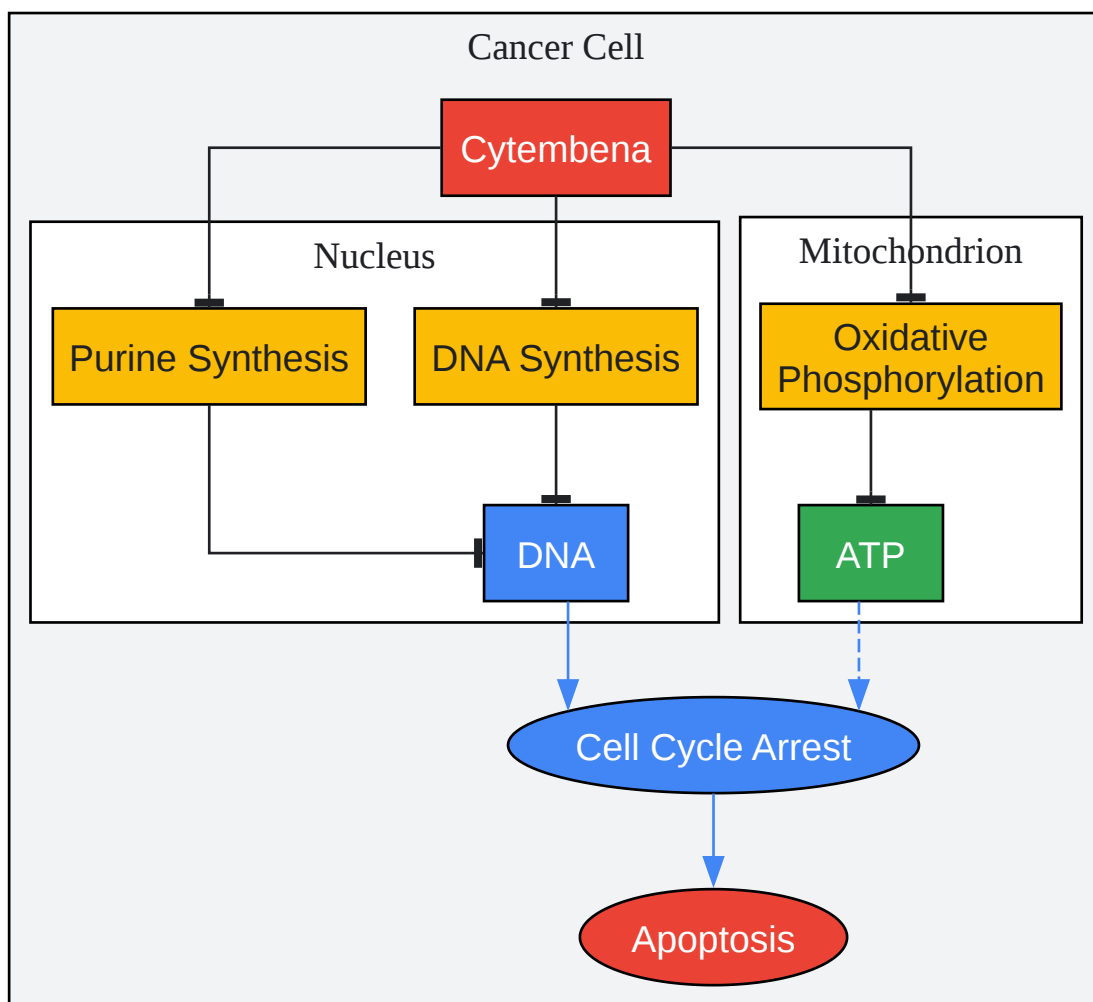 Cancer Cell
Cytembena
Nucleus
Mitochondrion
Purine Synthesis
DNA Synthesis
Oxidative
Phosphorylation
DNA
ATP
Cell Cycle Arrest
Apoptosis